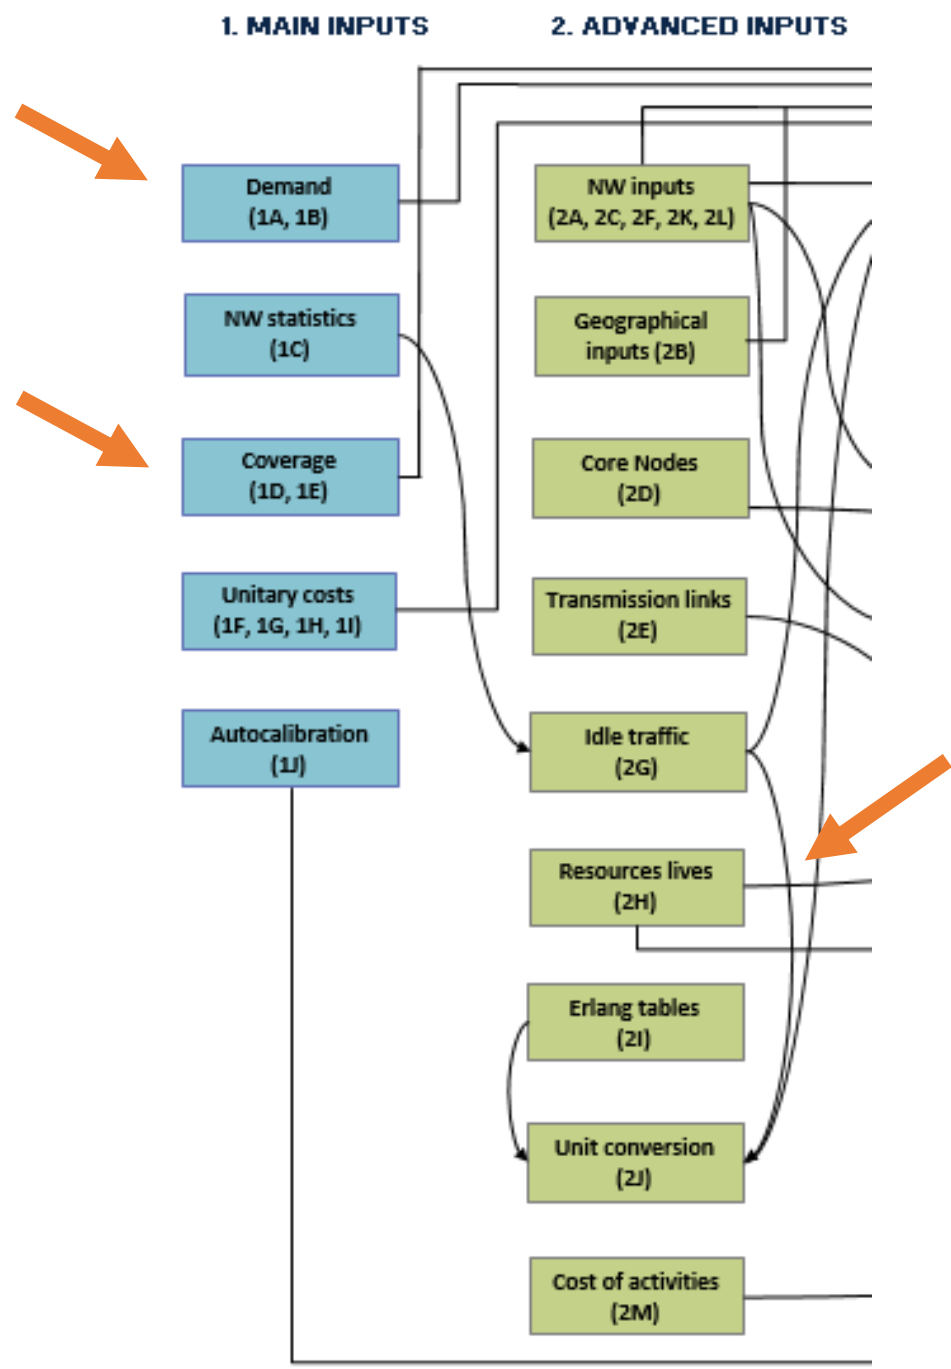 1. MAIN INPUTS
2. ADVANCED INPUTS
Demand
(1A, 1B)
NW statistics
(1C)
Coverage
(1D, 1E)
Unitary costs
(1F, 1G, 1H, 1I)
Autocalibration
(1J)
NW inputs
(2A, 2C, 2F, 2K, 2L)
Geographical
inputs (2B)
Core Nodes
(2D)
Transmission links
(2E)
Idle traffic
(2G)
Resources lives
(2H)
Erlang tables
(2I)
Unit conversion
(2J)
Cost of activities
(2M)